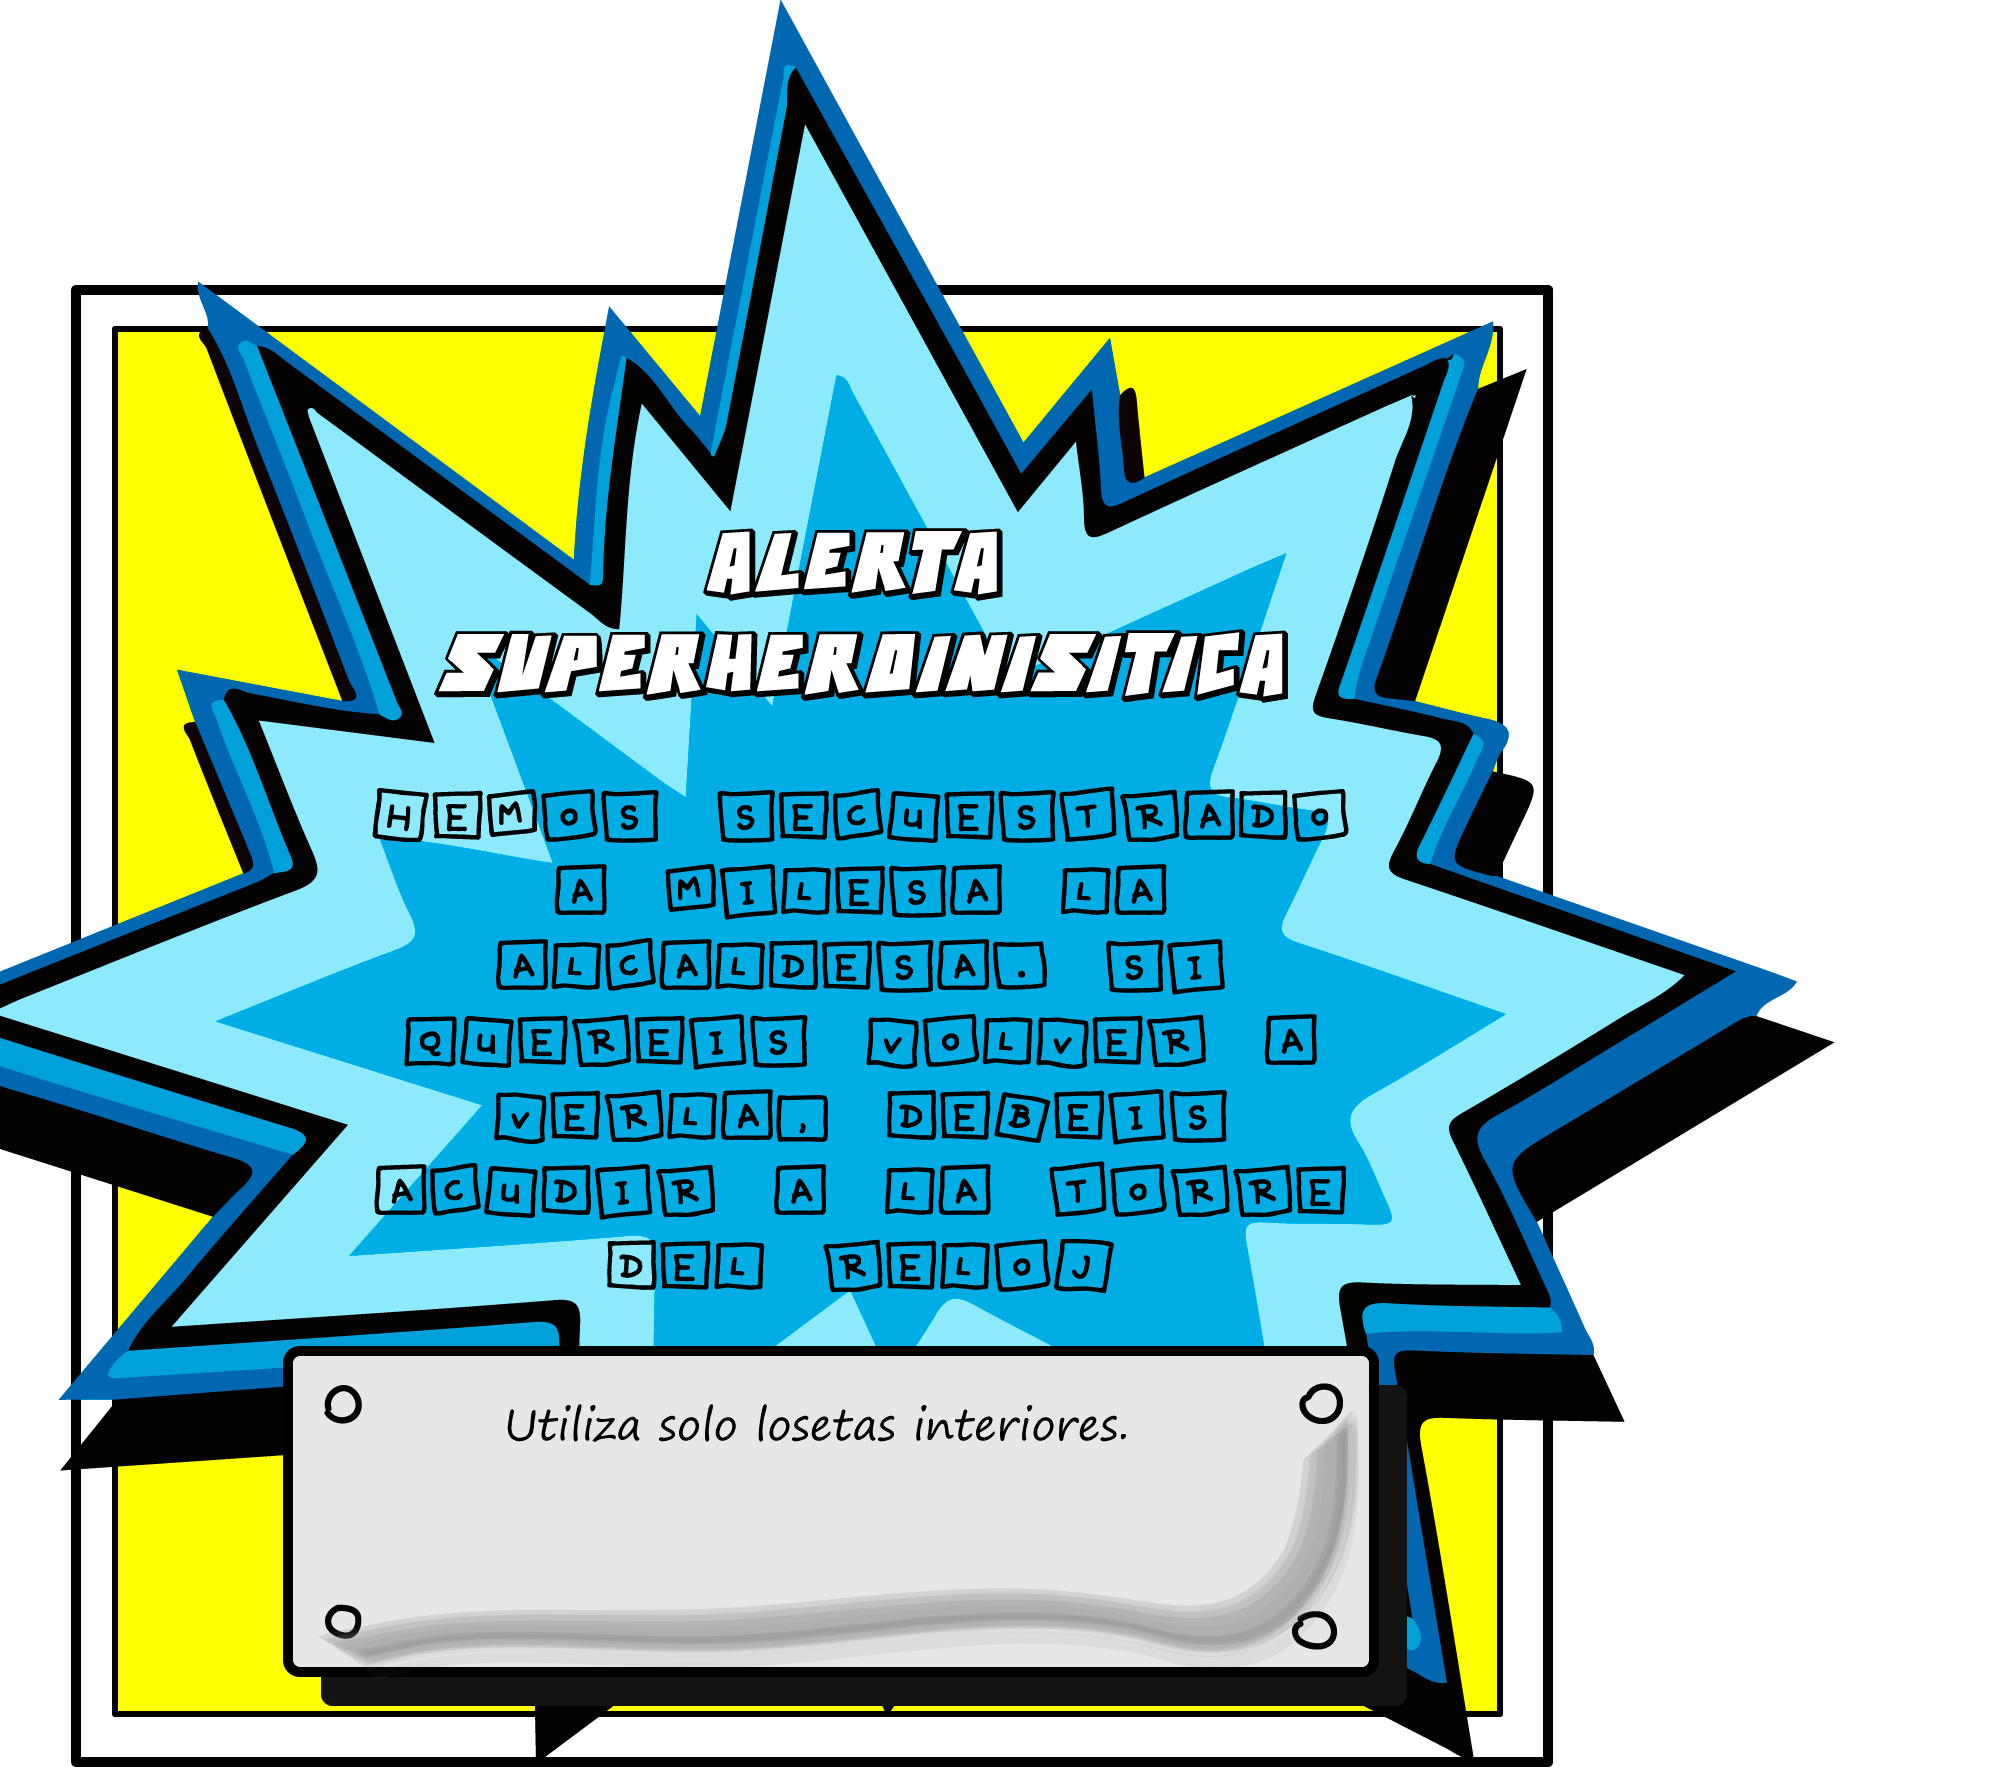 ALERTA
SUPERHEROINISITICA
HEMOS SECUESTRADO
A MILESA LA
ALCALDESA. SI
QUEREIS VOLVER A
VERLA, DEBEIS
ACUDIR A LA TORRE
DEL RELOJ
Utiliza solo losetas interiores.